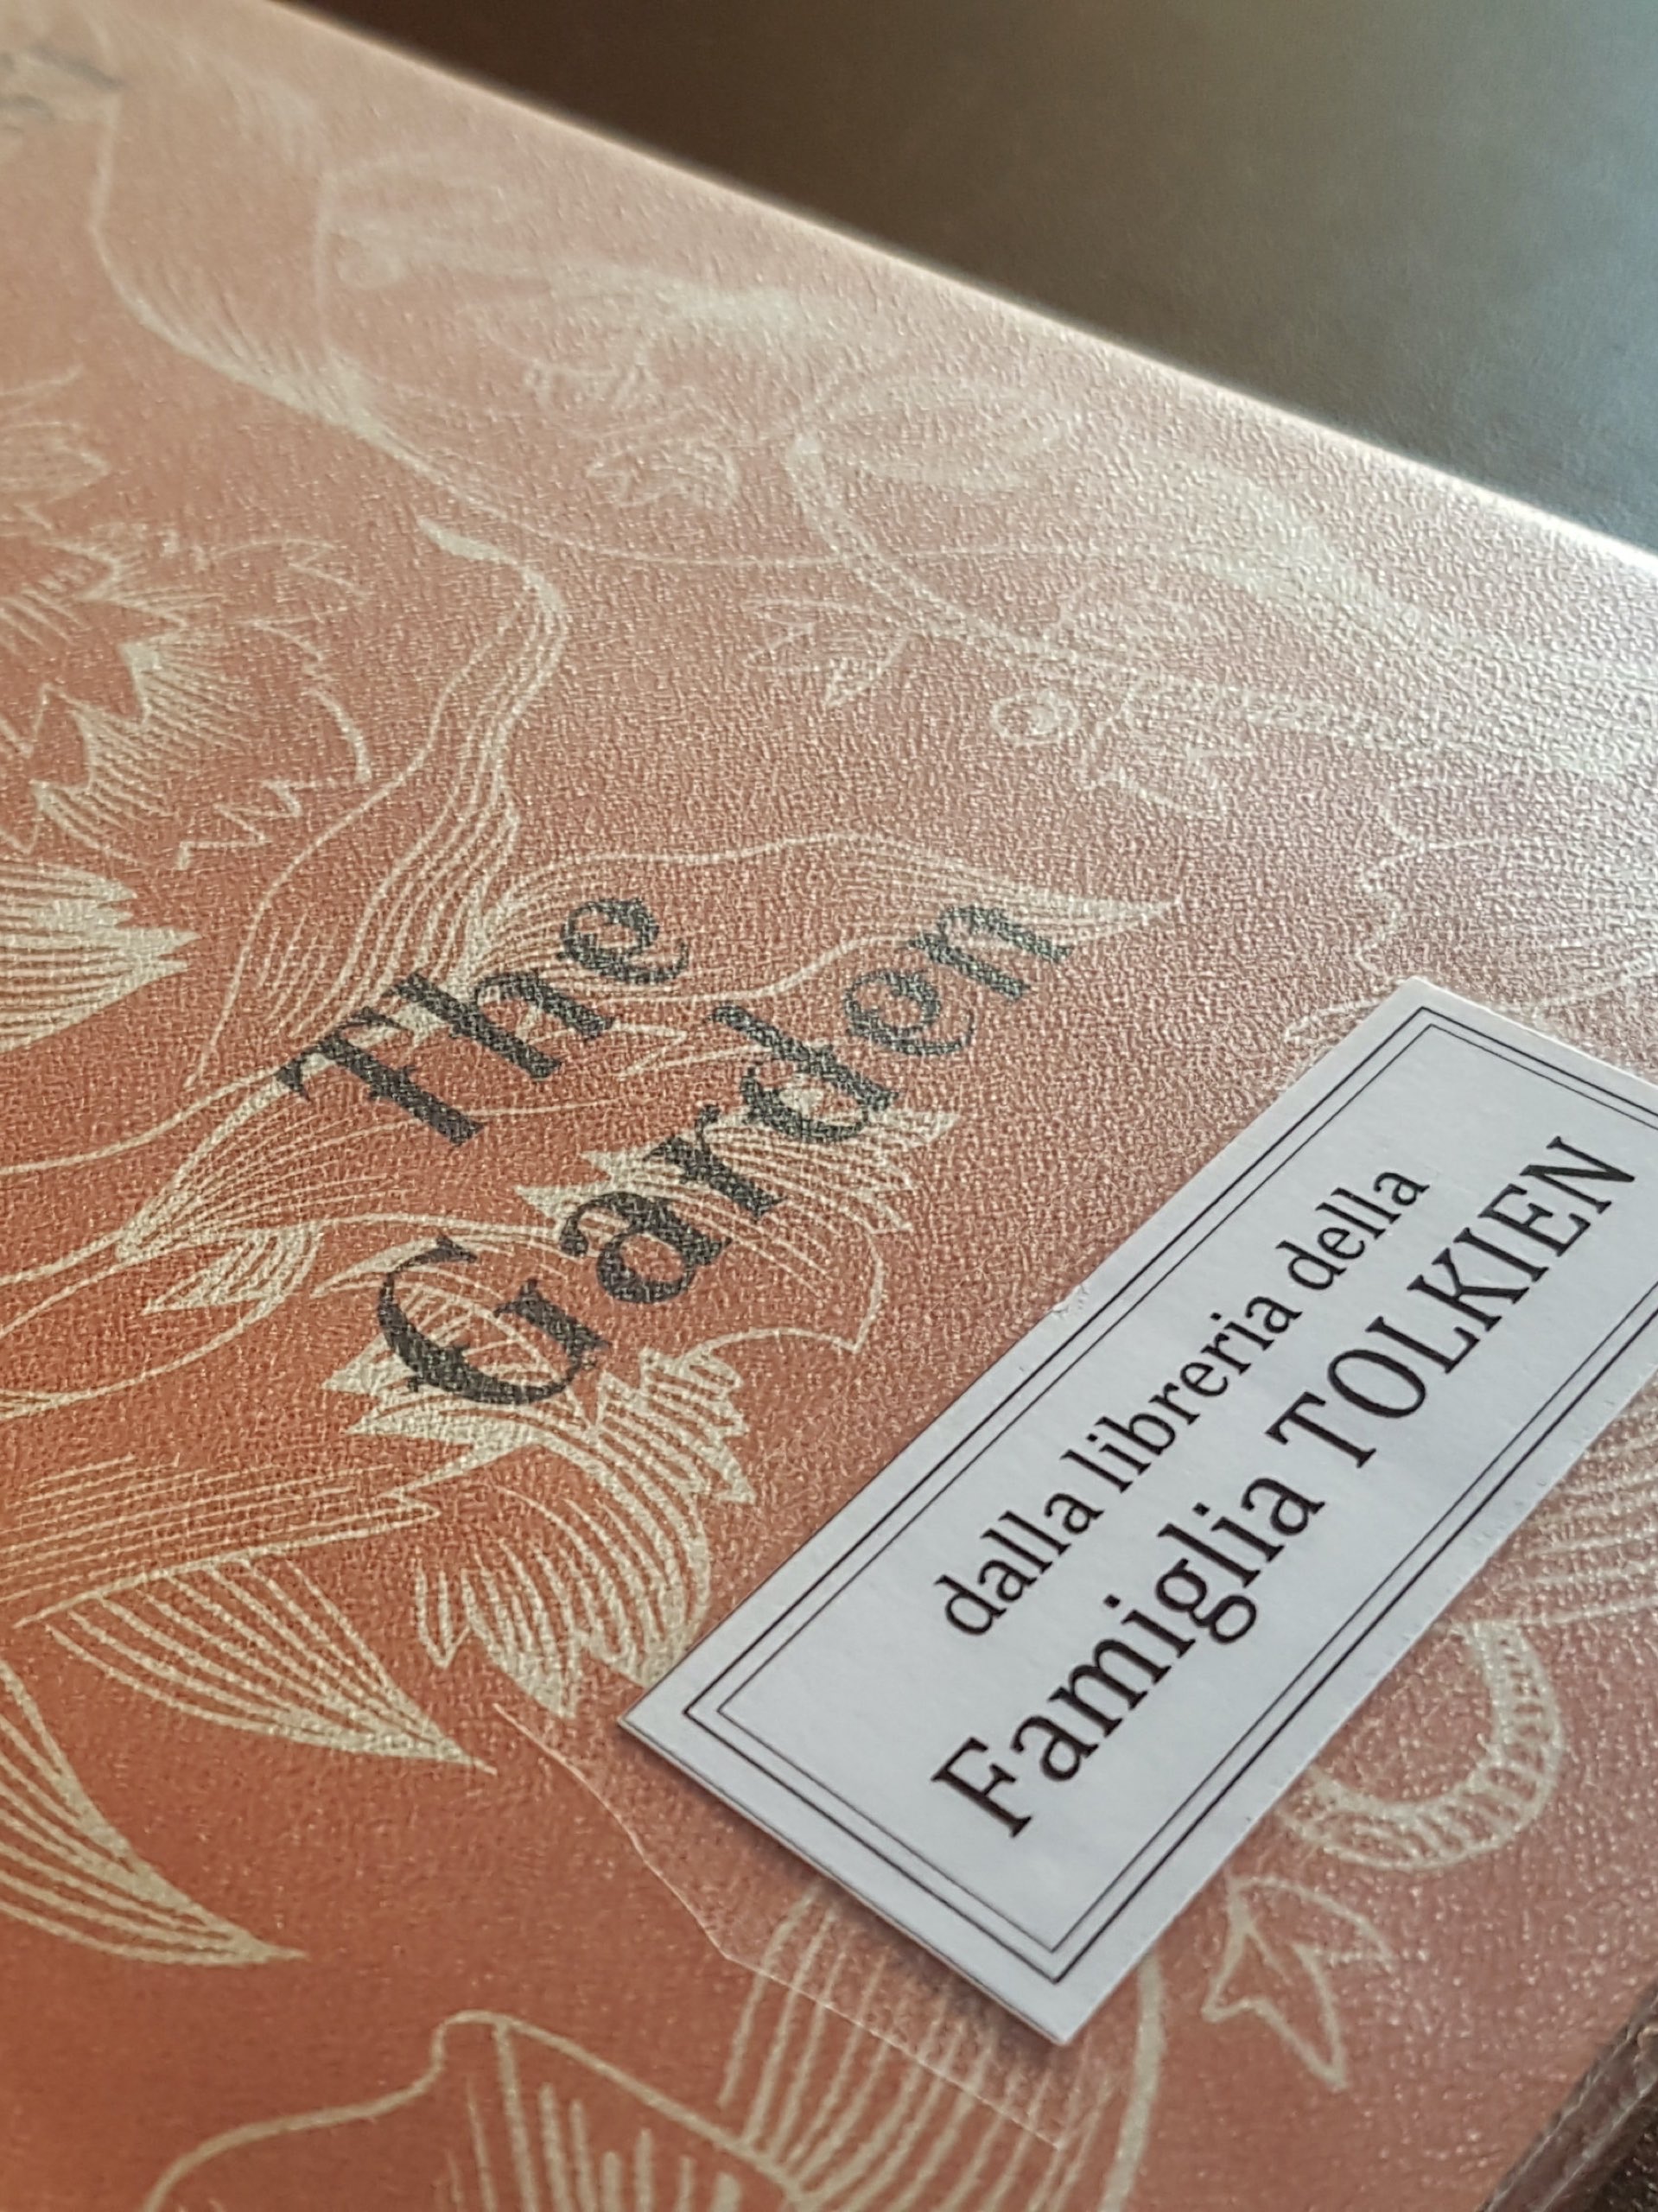 The
Garden
dalla libreria della
Famiglia TOLKIEN